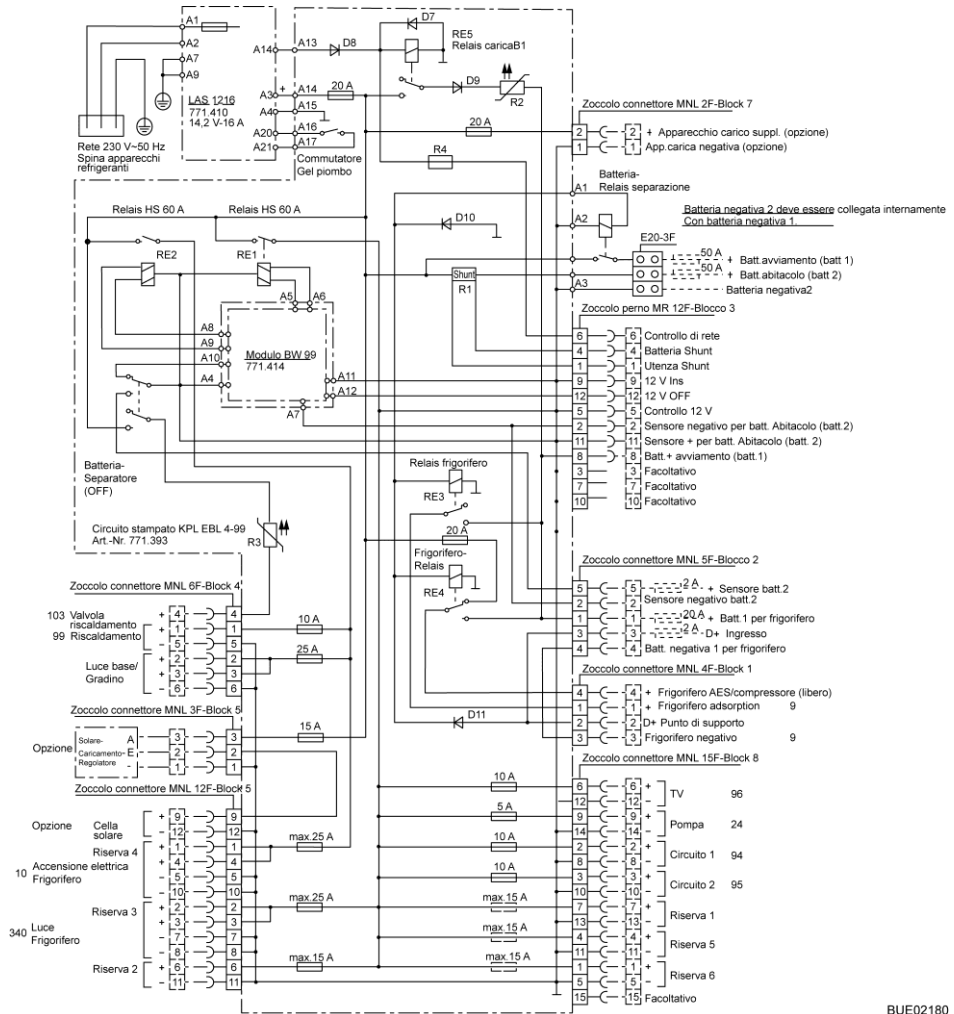 A1
A2
A7
A9
LAS 1216
771.410
14,2 V-16 A
A14
A3
A4
A20
A21
Rete 230 V~50 Hz
Spina apparecchi
refrigeranti
A13
D8
+
A14
20 A
A15
A16
A17
Commutatore
Gel piombo
D7
RE5
Relais caricaB1
D9
R2
20 A
R4
Zoccolo connettore MNL 2F-Block 7
2 2 + Apparecchio carico suppl. (opzione)
1 1 App.carica negativa (opzione)
Batteria-
Relais separazione
A1
A2
A3
Batteria negativa 2 deve essere collegata internamente
Con batteria negativa 1.
E20-3F
50 A + Batt.avviamento (batt 1)
50 A + Batt.abitacolo (batt 2)
Batteria negativa2
D10
Shunt
R1
Relais HS 60 A
Relais HS 60 A
RE2
RE1
A5
A6
A8
A9
A10
A4
Modulo BW 99
771.414
A11
A12
A7
Batteria-
Separatore
(OFF)
Circuito stampato KPL EBL 4-99
Art.-Nr. 771.393
R3
Zoccolo perno MR 12F-Blocco 3
6 6 Controllo di rete
4 4 Batteria Shunt
1 1 Utenza Shunt
9 9 12 V Ins
12 12 12 V OFF
5 5 Controllo 12 V
2 2 Sensore negativo per batt. Abitacolo (batt.2)
11 11 Sensore + per batt. Abitacolo (batt. 2)
8 8 Batt.+ avviamento (batt.1)
3 3 Facoltativo
7 7 Facoltativo
10 10 Facoltativo
Relais frigorifero
RE3
20 A
Frigorifero-
Relais
RE4
D11
Zoccolo connettore MNL 5F-Blocco 2
5 5 2 A + Sensore batt.2
2 2 Sensore negativo batt.2
1 1 20 A + Batt.1 per frigorifero
3 3 2 A D+ Ingresso
4 4 Batt. negativa 1 per frigorifero
Zoccolo connettore MNL 4F-Block 1
4 4 + Frigorifero AES/compressore (libero)
1 1 + Frigorifero adsorption 9
2 2 D+ Punto di supporto
3 3 Frigorifero negativo 9
Zoccolo connettore MNL 6F-Block 4
103 Valvola
riscaldamento
99 Riscaldamento
Luce base/
Gradino
+ 4 4
+ 1 1
- 5 5
+ 2 2
+ 3 3
- 6 6
10 A
25 A
Zoccolo connettore MNL 3F-Block 5
Opzione
Solare-
Caricamento-
Regolatore
A 3 3
E 2 2
- 1 1
15 A
Zoccolo connettore MNL 12F-Block 5
Opzione Cella
solare
Riserva 4
10 Accensione elettrica
Frigorifero
Riserva 3
340 Luce
Frigorifero
Riserva 2
+ 9 9
- 12 12
+ 1 1
+ 4 4
- 5 5
- 10 10
+ 2 2
+ 3 3
- 7 7
- 8 8
+ 6 6
- 11 11
max.25 A
max.25 A
max.15 A
Zoccolo connettore MNL 15F-Block 8
10 A
5 A
10 A
10 A
max.15 A
max.15 A
max.15 A
6 6 +
12 12 -
TV 96
9 9 +
14 14 -
Pompa 24
2 2 +
8 8 -
Circuito 1 94
3 3 +
10 10 -
Circuito 2 95
7 7 +
13 13 -
Riserva 1
4 4 +
11 11 -
Riserva 5
1 1 +
5 5 -
Riserva 6
15 15 Facoltativo
BUE02180